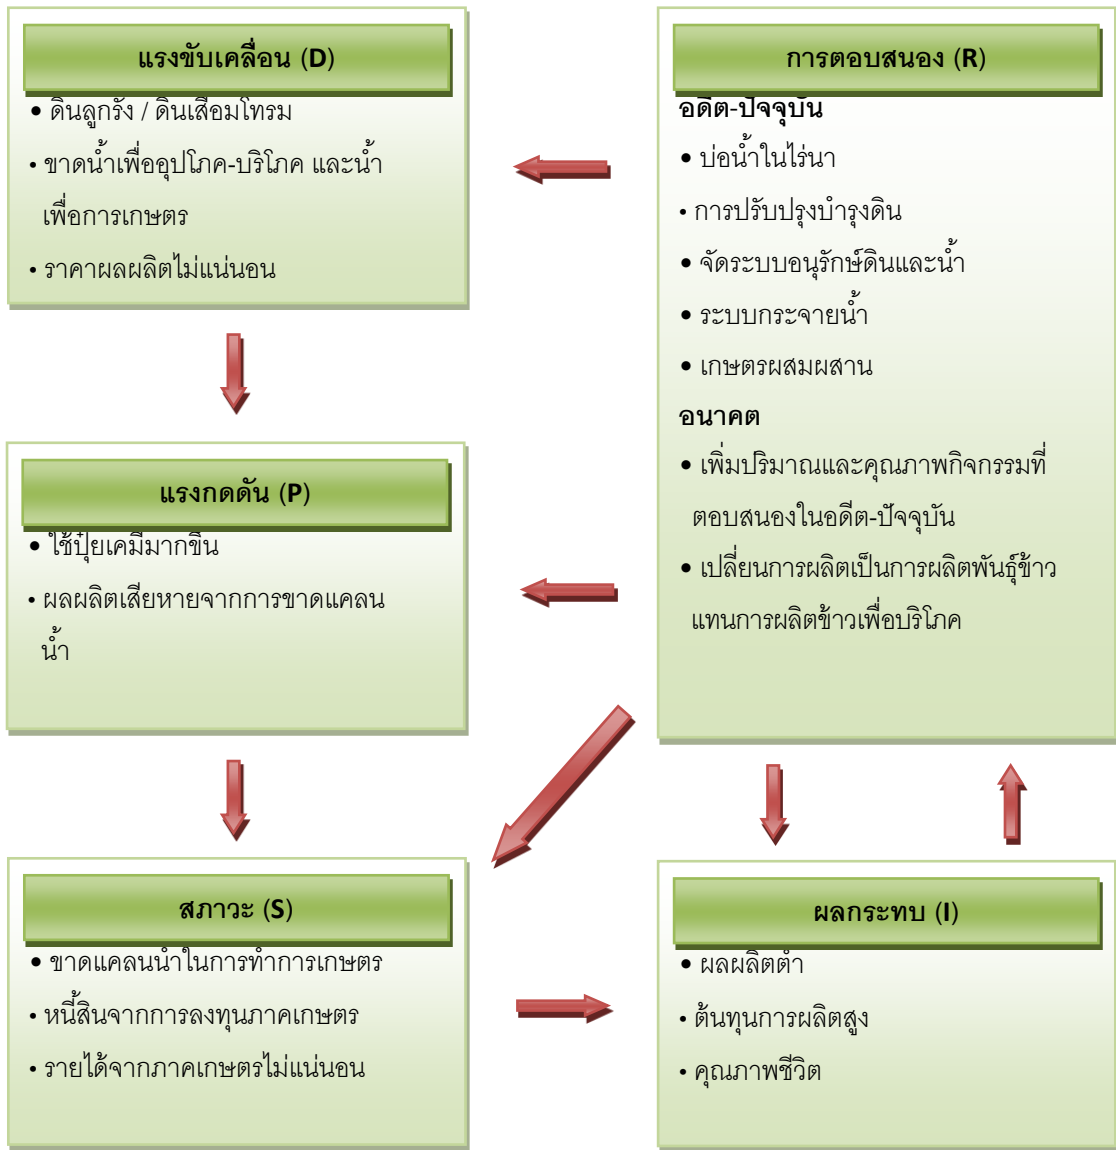 แรงขับเคลื่อน (D)
• ดินลูกรัง / ดินเสื่อมโทรม
• ขาดน้ำเพื่ออุปโภค-บริโภค และน้ำ
เพื่อการเกษตร
• ราคาผลผลิตไม่แน่นอน
แรงกดดัน (P)
• ใช้ปุ๋ยเคมีมากขึ้น
• ผลผลิตเสียหายจากการขาดแคลน
น้ำ
สภาวะ (S)
• ขาดแคลนน้ำในการทำการเกษตร
• หนี้สินจากการลงทุนภาคเกษตร
• รายได้จากภาคเกษตรไม่แน่นอน
การตอบสนอง (R)
อดีต-ปัจจุบัน
• บ่อน้ำในไร่นา
• การปรับปรุงบำรุงดิน
• จัดระบบอนุรักษ์ดินและน้ำ
• ระบบกระจายน้ำ
• เกษตรผสมผสาน
อนาคต
• เพิ่มปริมาณและคุณภาพกิจกรรมที่
ตอบสนองในอดีต-ปัจจุบัน
• เปลี่ยนการผลิตเป็นการผลิตพันธุ์ข้าว
แทนการผลิตข้าวเพื่อบริโภค
ผลกระทบ (I)
• ผลผลิตต่ำ
• ต้นทุนการผลิตสูง
• คุณภาพชีวิต